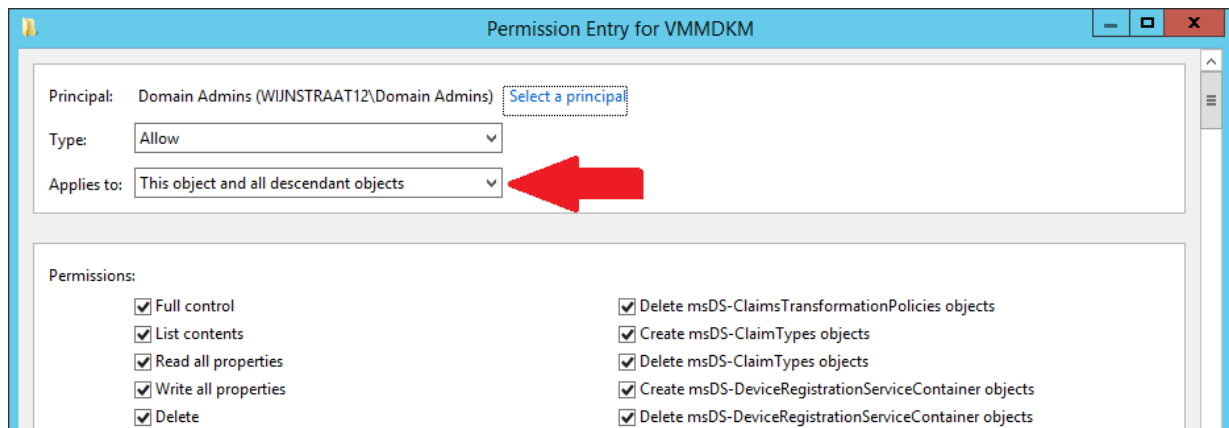 Permission Entry for VMMDKM
Principal: Domain Admins (WIJNSTRAAT12\Domain Admins) Select a principal
Type: Allow
Applies to: This object and all descendant objects
Permissions:
Full control
List contents
Read all properties
Write all properties
Delete
Delete msDS-ClaimsTransformationPolicies objects
Create msDS-ClaimTypes objects
Delete msDS-ClaimTypes objects
Create msDS-DeviceRegistrationServiceContainer objects
Delete msDS-DeviceRegistrationServiceContainer objects